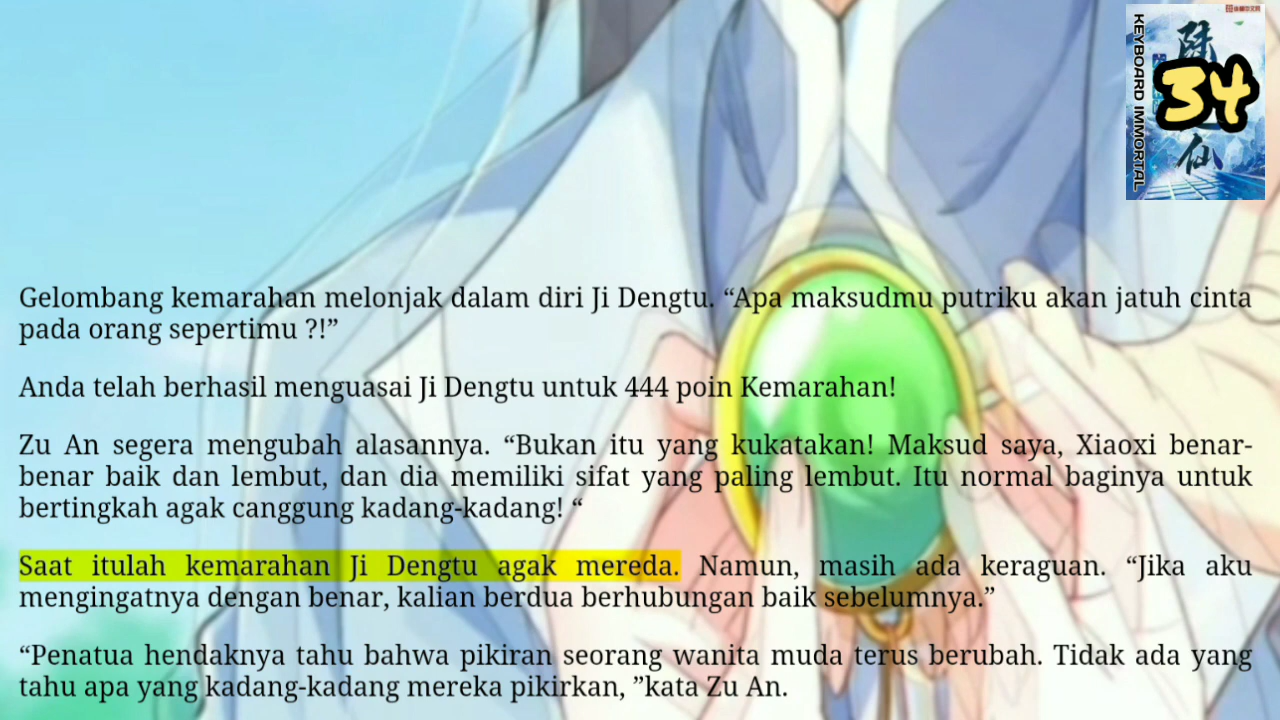 KEYBOARD IMMORTAL
34
仙
Gelombang kemarahan melonjak dalam diri Ji Dengtu. “Apa maksudmu putriku akan jatuh cinta
pada orang sepertimu ?!”
Anda telah berhasil menguasai Ji Dengtu untuk 444 poin Kemarahan!
Zu An segera mengubah alasannya. “Bukan itu yang kukatakan! Maksud saya, Xiaoxi benar-
benar baik dan lembut, dan dia memiliki sifat yang paling lembut. Itu normal baginya untuk
bertingkah agak canggung kadang-kadang! “
Saat itulah kemarahan Ji Dengtu agak mereda. Namun, masih ada keraguan. “Jika aku
mengingatnya dengan benar, kalian berdua berhubungan baik sebelumnya.”
“Penatua hendaknya tahu bahwa pikiran seorang wanita muda terus berubah. Tidak ada yang
tahu apa yang kadang-kadang mereka pikirkan, ”kata Zu An.